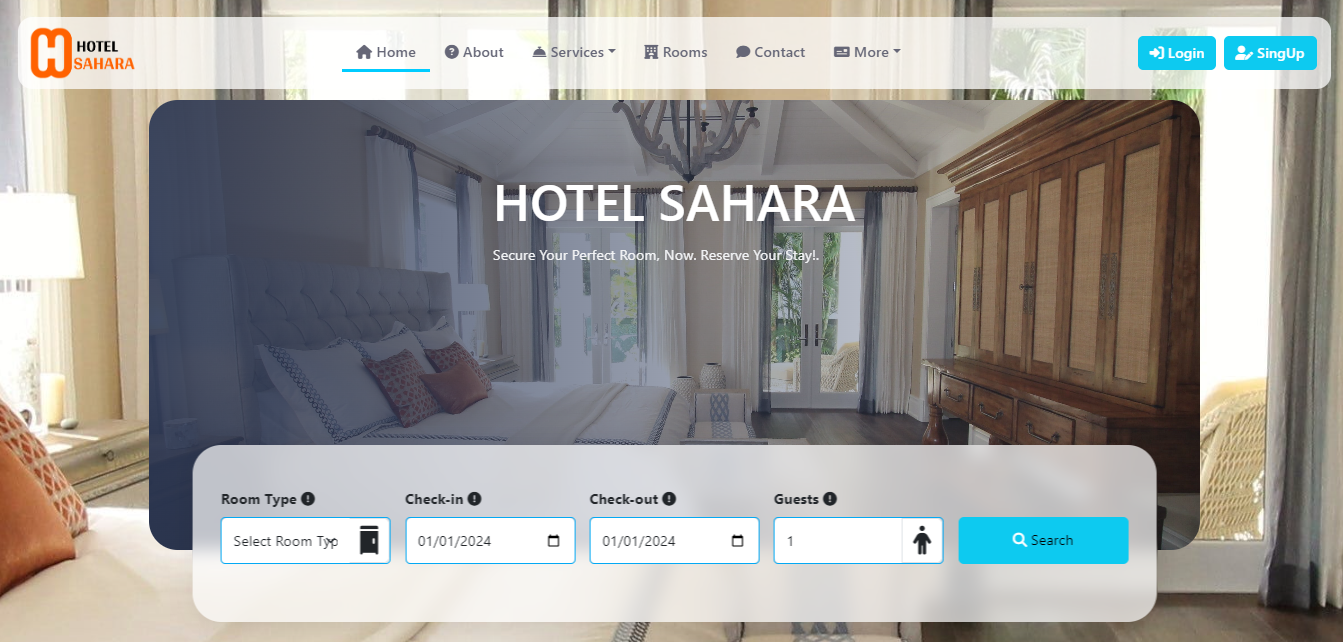 HOTEL
SAHARA
Home About Services Rooms Contact More
Login SingUp
HOTEL SAHARA
Secure Your Perfect Room, Now. Reserve Your Stay!.
Room Type Check-in Check-out Guests
Select Room Typ 01/01/2024 01/01/2024 1 Search